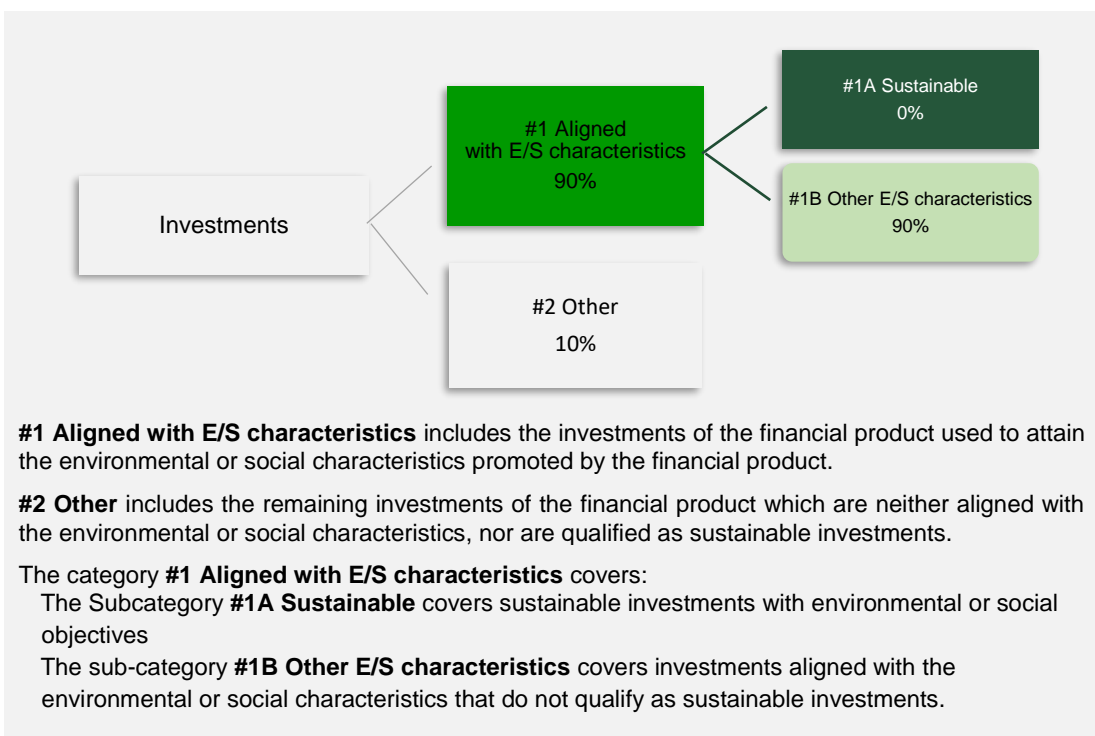 #1A Sustainable
0%
#1 Aligned
with E/S characteristics
90%
#1B Other E/S characteristics
90%
Investments
#2 Other
10%
#1 Aligned with E/S characteristics includes the investments of the financial product used to attain
the environmental or social characteristics promoted by the financial product.
#2 Other includes the remaining investments of the financial product which are neither aligned with
the environmental or social characteristics, nor are qualified as sustainable investments.
The category #1 Aligned with E/S characteristics covers:
The Subcategory #1A Sustainable covers sustainable investments with environmental or social
objectives
The sub-category #1B Other E/S characteristics covers investments aligned with the
environmental or social characteristics that do not qualify as sustainable investments.